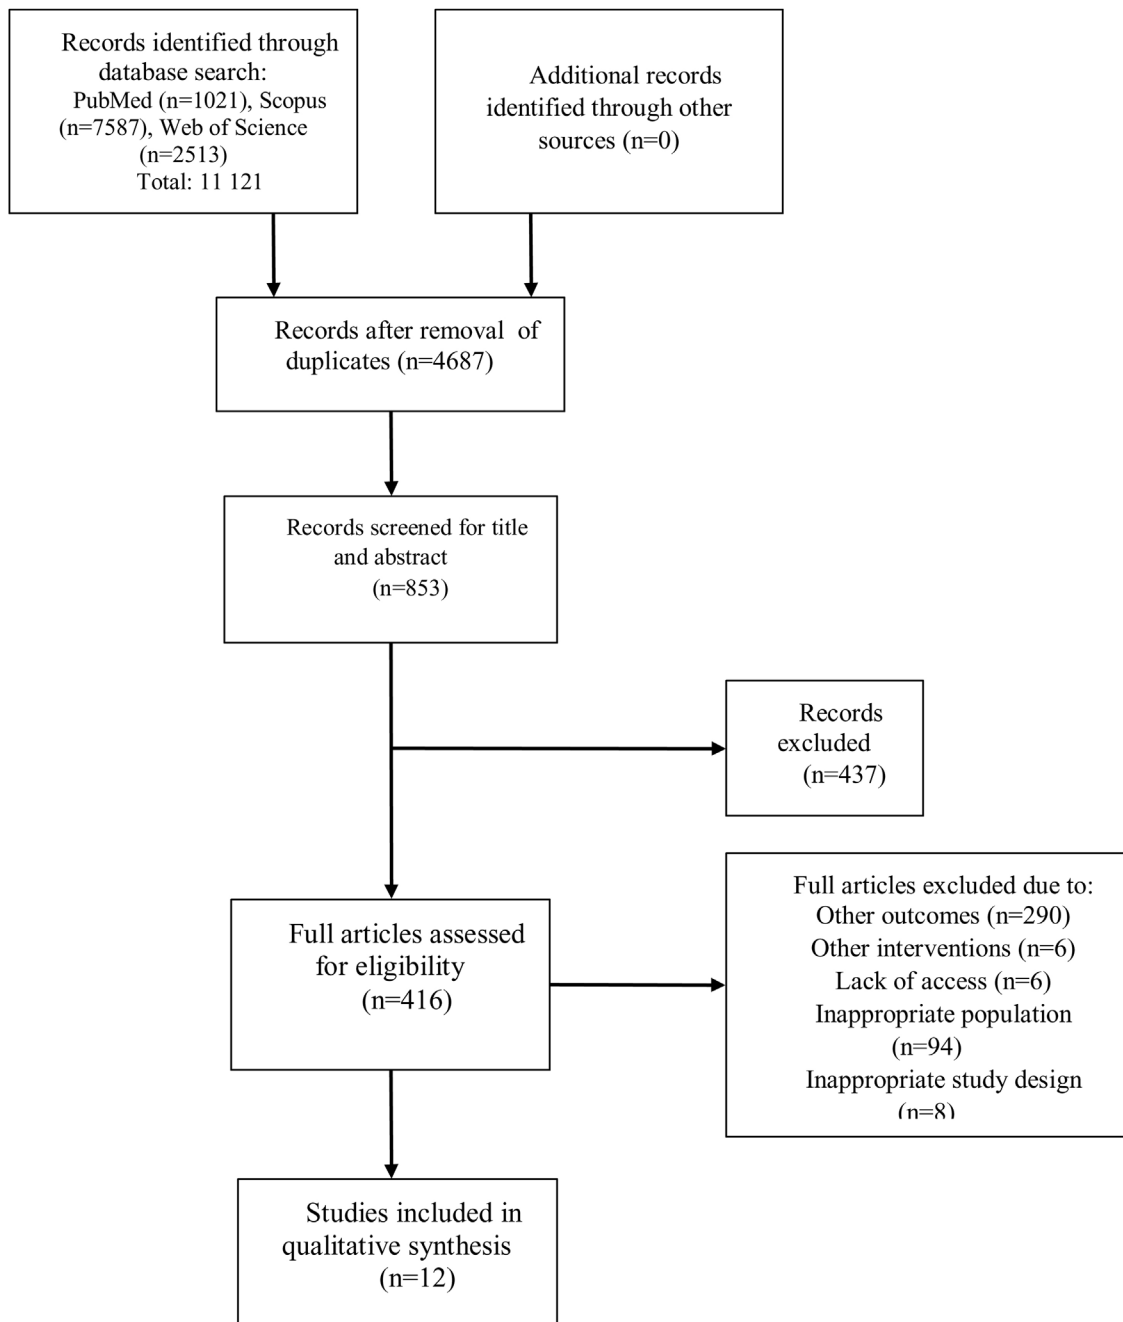 Records identified through
database search:
PubMed (n=1021), Scopus
(n=7587), Web of Science
(n=2513)
Total: 11 121
Additional records
identified through other
sources (n=0)
Records after removal of
duplicates (n=4687)
Records screened for title
and abstract
(n=853)
Records
excluded
(n=437)
Full articles assessed
for eligibility
(n=416)
Full articles excluded due to:
Other outcomes (n=290)
Other interventions (n=6)
Lack of access (n=6)
Inappropriate population
(n=94)
Inappropriate study design
(n=8)
Studies included in
qualitative synthesis
(n=12)